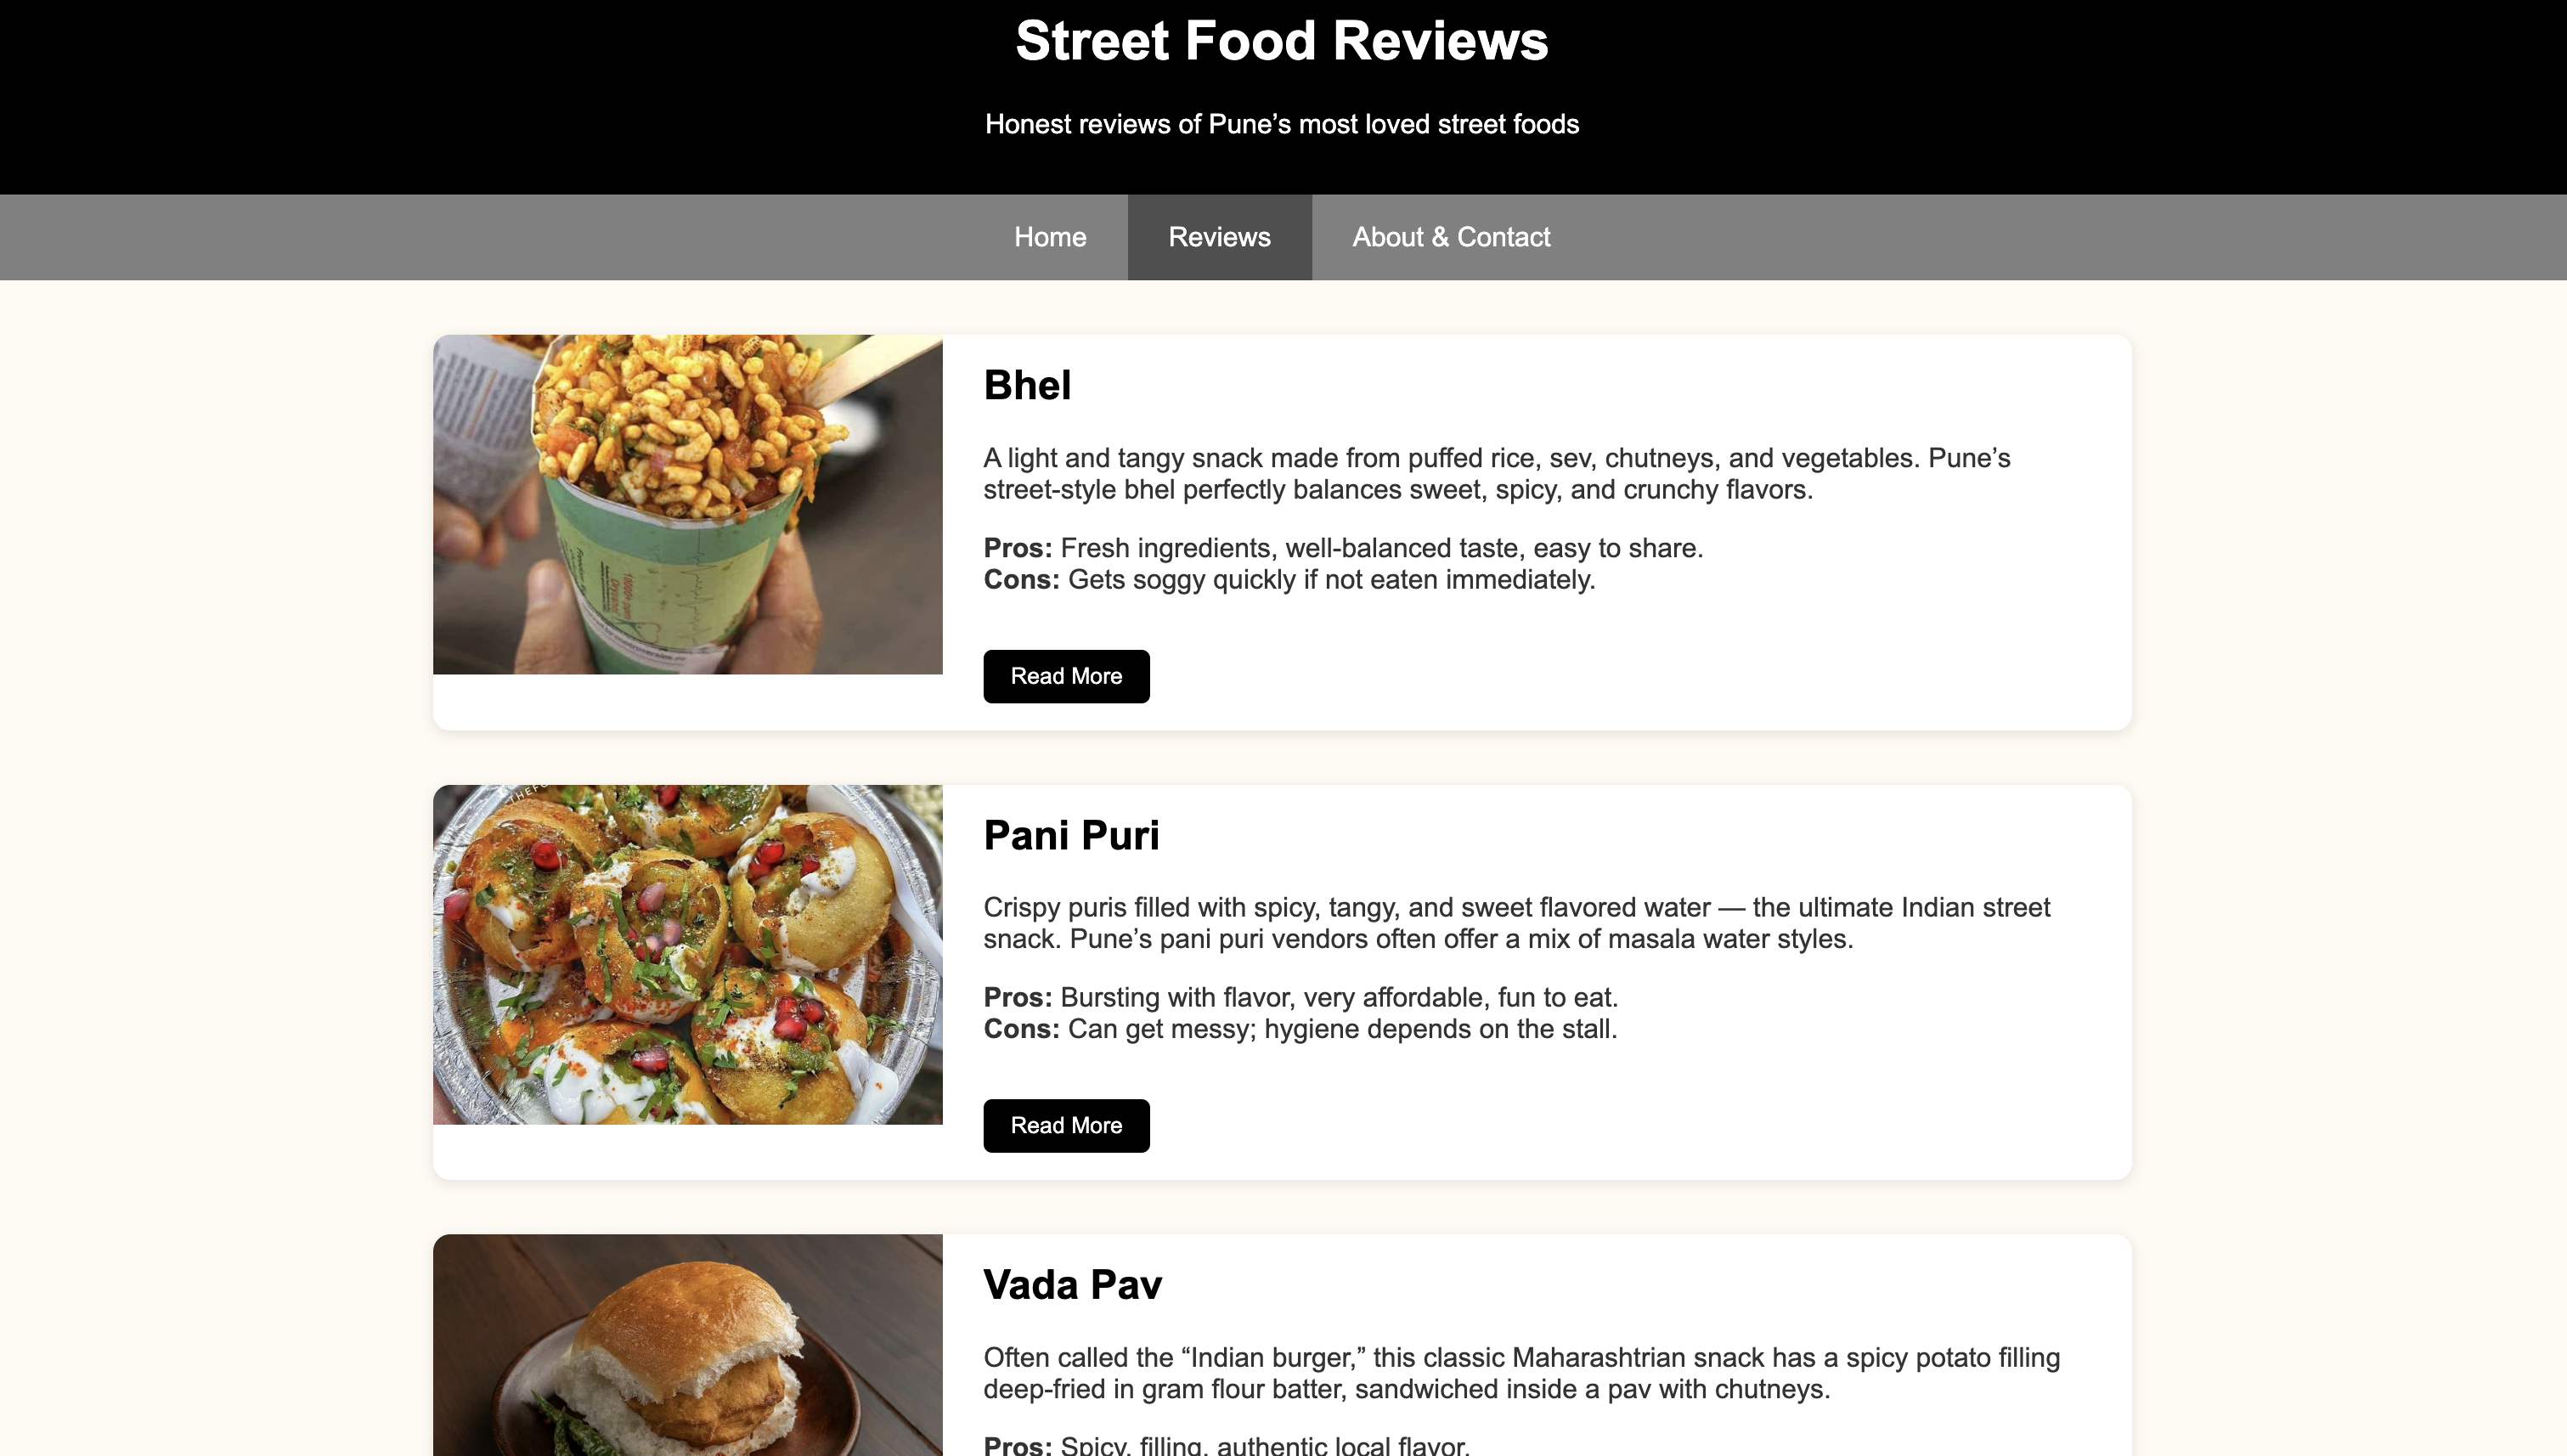 Street Food Reviews
Honest reviews of Pune’s most loved street foods
Home
Reviews
About & Contact
Bhel
A light and tangy snack made from puffed rice, sev, chutneys, and vegetables. Pune’s
street-style bhel perfectly balances sweet, spicy, and crunchy flavors.
Pros: Fresh ingredients, well-balanced taste, easy to share.
Cons: Gets soggy quickly if not eaten immediately.
Read More
Pani Puri
Crispy puris filled with spicy, tangy, and sweet flavored water — the ultimate Indian street
snack. Pune’s pani puri vendors often offer a mix of masala water styles.
Pros: Bursting with flavor, very affordable, fun to eat.
Cons: Can get messy; hygiene depends on the stall.
Read More
Vada Pav
Often called the “Indian burger,” this classic Maharashtrian snack has a spicy potato filling
deep-fried in gram flour batter, sandwiched inside a pav with chutneys.
Pros: Spicy, filling, authentic local flavor.